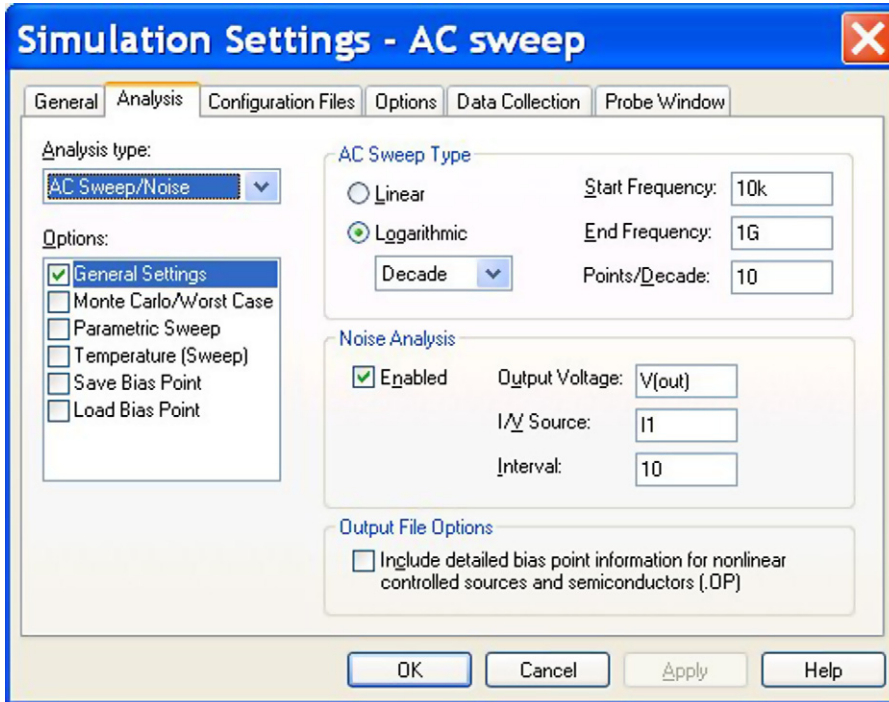 Simulation Settings - AC sweep
General
Analysis
Configuration Files
Options
Data Collection
Probe Window
Analysis type:
AC Sweep/Noise
Options:
General Settings
Monte Carlo/Worst Case
Parametric Sweep
Temperature (Sweep)
Save Bias Point
Load Bias Point
AC Sweep Type
Linear
Logarithmic
Decade
Start Frequency: 10k
End Frequency: 1G
Points/Decade: 10
Noise Analysis
Enabled
Output Voltage: V(out)
I/V Source: I1
Interval: 10
Output File Options
Include detailed bias point information for nonlinear
controlled sources and semiconductors (.OP)
OK
Cancel
Apply
Help